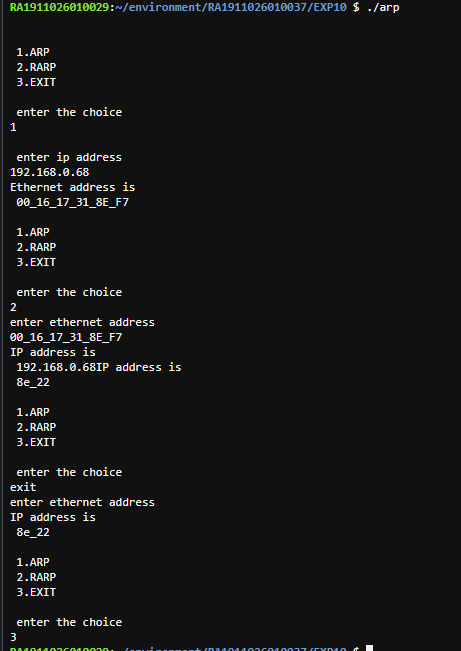 RA1911026010029:~/environment/RA1911026010037/EXP10 $ ./arp
1.ARP
2.RARP
3.EXIT
enter the choice
1
enter ip address
192.168.0.68
Ethernet address is
00_16_17_31_8E_F7
1.ARP
2.RARP
3.EXIT
enter the choice
2
enter ethernet address
00_16_17_31_8E_F7
IP address is
192.168.0.68IP address is
8e_22
1.ARP
2.RARP
3.EXIT
enter the choice
exit
enter ethernet address
IP address is
8e_22
1.ARP
2.RARP
3.EXIT
enter the choice
3
RA1911026010029:~/environment/RA1911026010037/EXP10 $